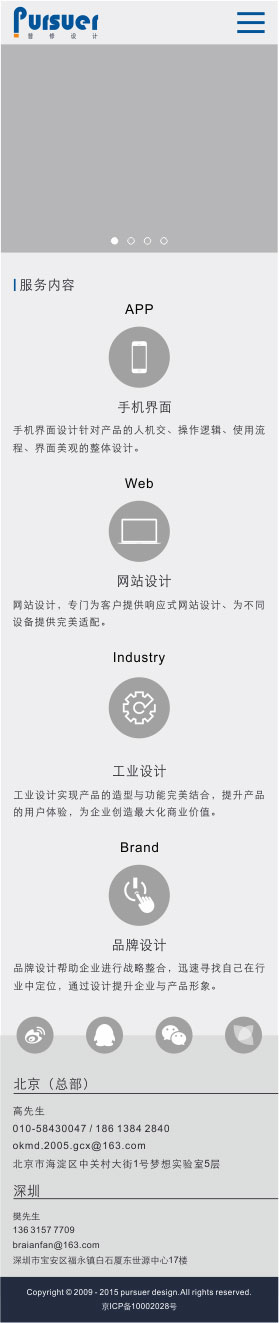 Pursuer
普修设计
服务内容
APP
手机界面
手机界面设计针对产品的人机交、操作逻辑、使用流
程、界面美观的整体设计。
Web
网站设计
网站设计，专门为客户提供响应式网站设计、为不同
设备提供完美适配。
Industry
工业设计
工业设计实现产品的造型与功能完美结合，提升产品
的用户体验，为企业创造最大化商业价值。
Brand
品牌设计
品牌设计帮助企业进行战略整合，迅速寻找自己在行
业中定位，通过设计提升企业与产品形象。
北京（总部）
高先生
010-58430047 / 186 1384 2840
okmd.2005.gcx@163.com
北京市海淀区中关村大街1号梦想实验室5层
深圳
樊先生
136 3157 7709
braianfan@163.com
深圳市宝安区福永镇白石厦东世源中心17楼
Copyright © 2009 - 2015 pursuer design.All rights reserved.
京ICP备10002028号